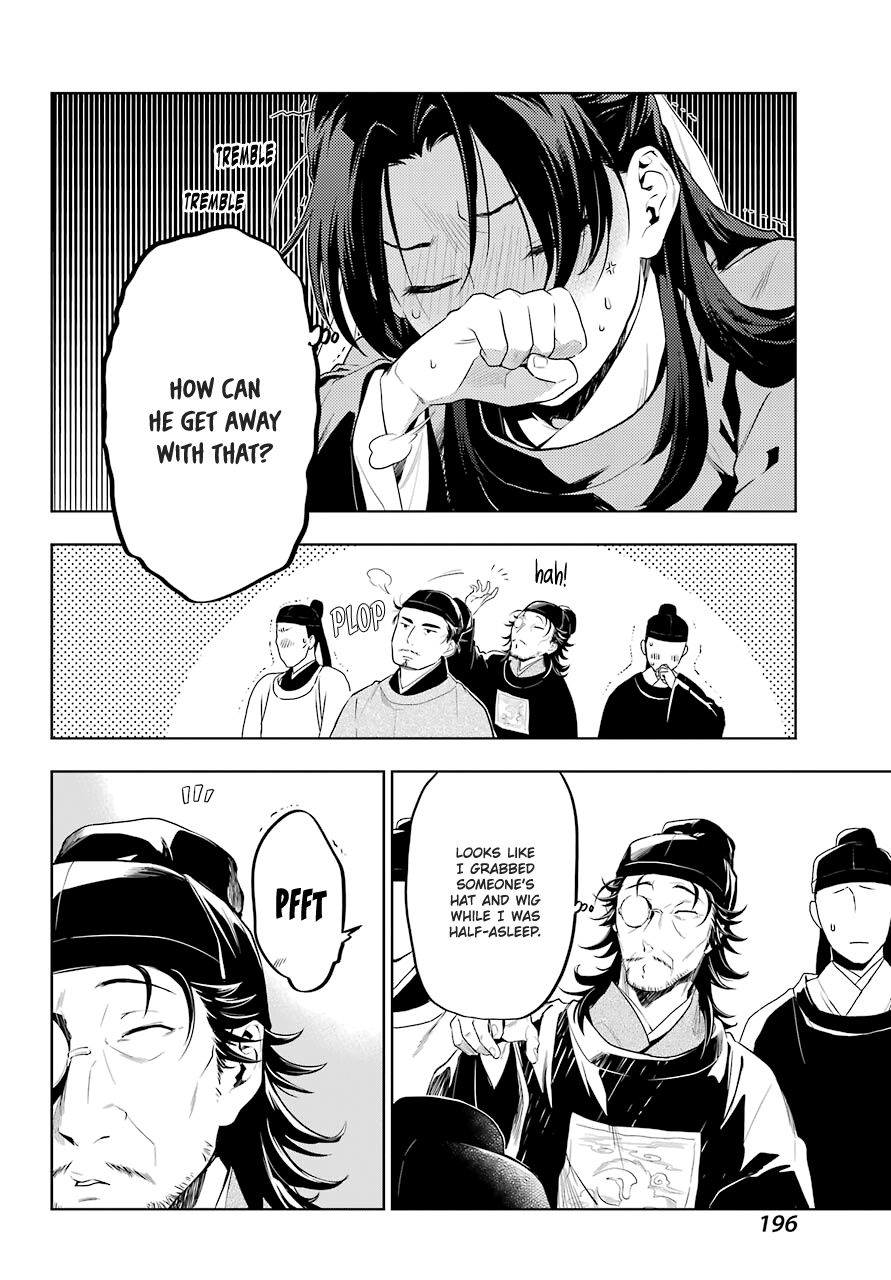 TREMBLE
TREMBLE
HOW CAN
HE GET AWAY
WITH THAT?
hah!
PLOP
LOOKS LIKE
I GRABBED
SOMEONE'S
HAT AND WIG
WHILE I WAS
HALF-ASLEEP.
PFFT
196